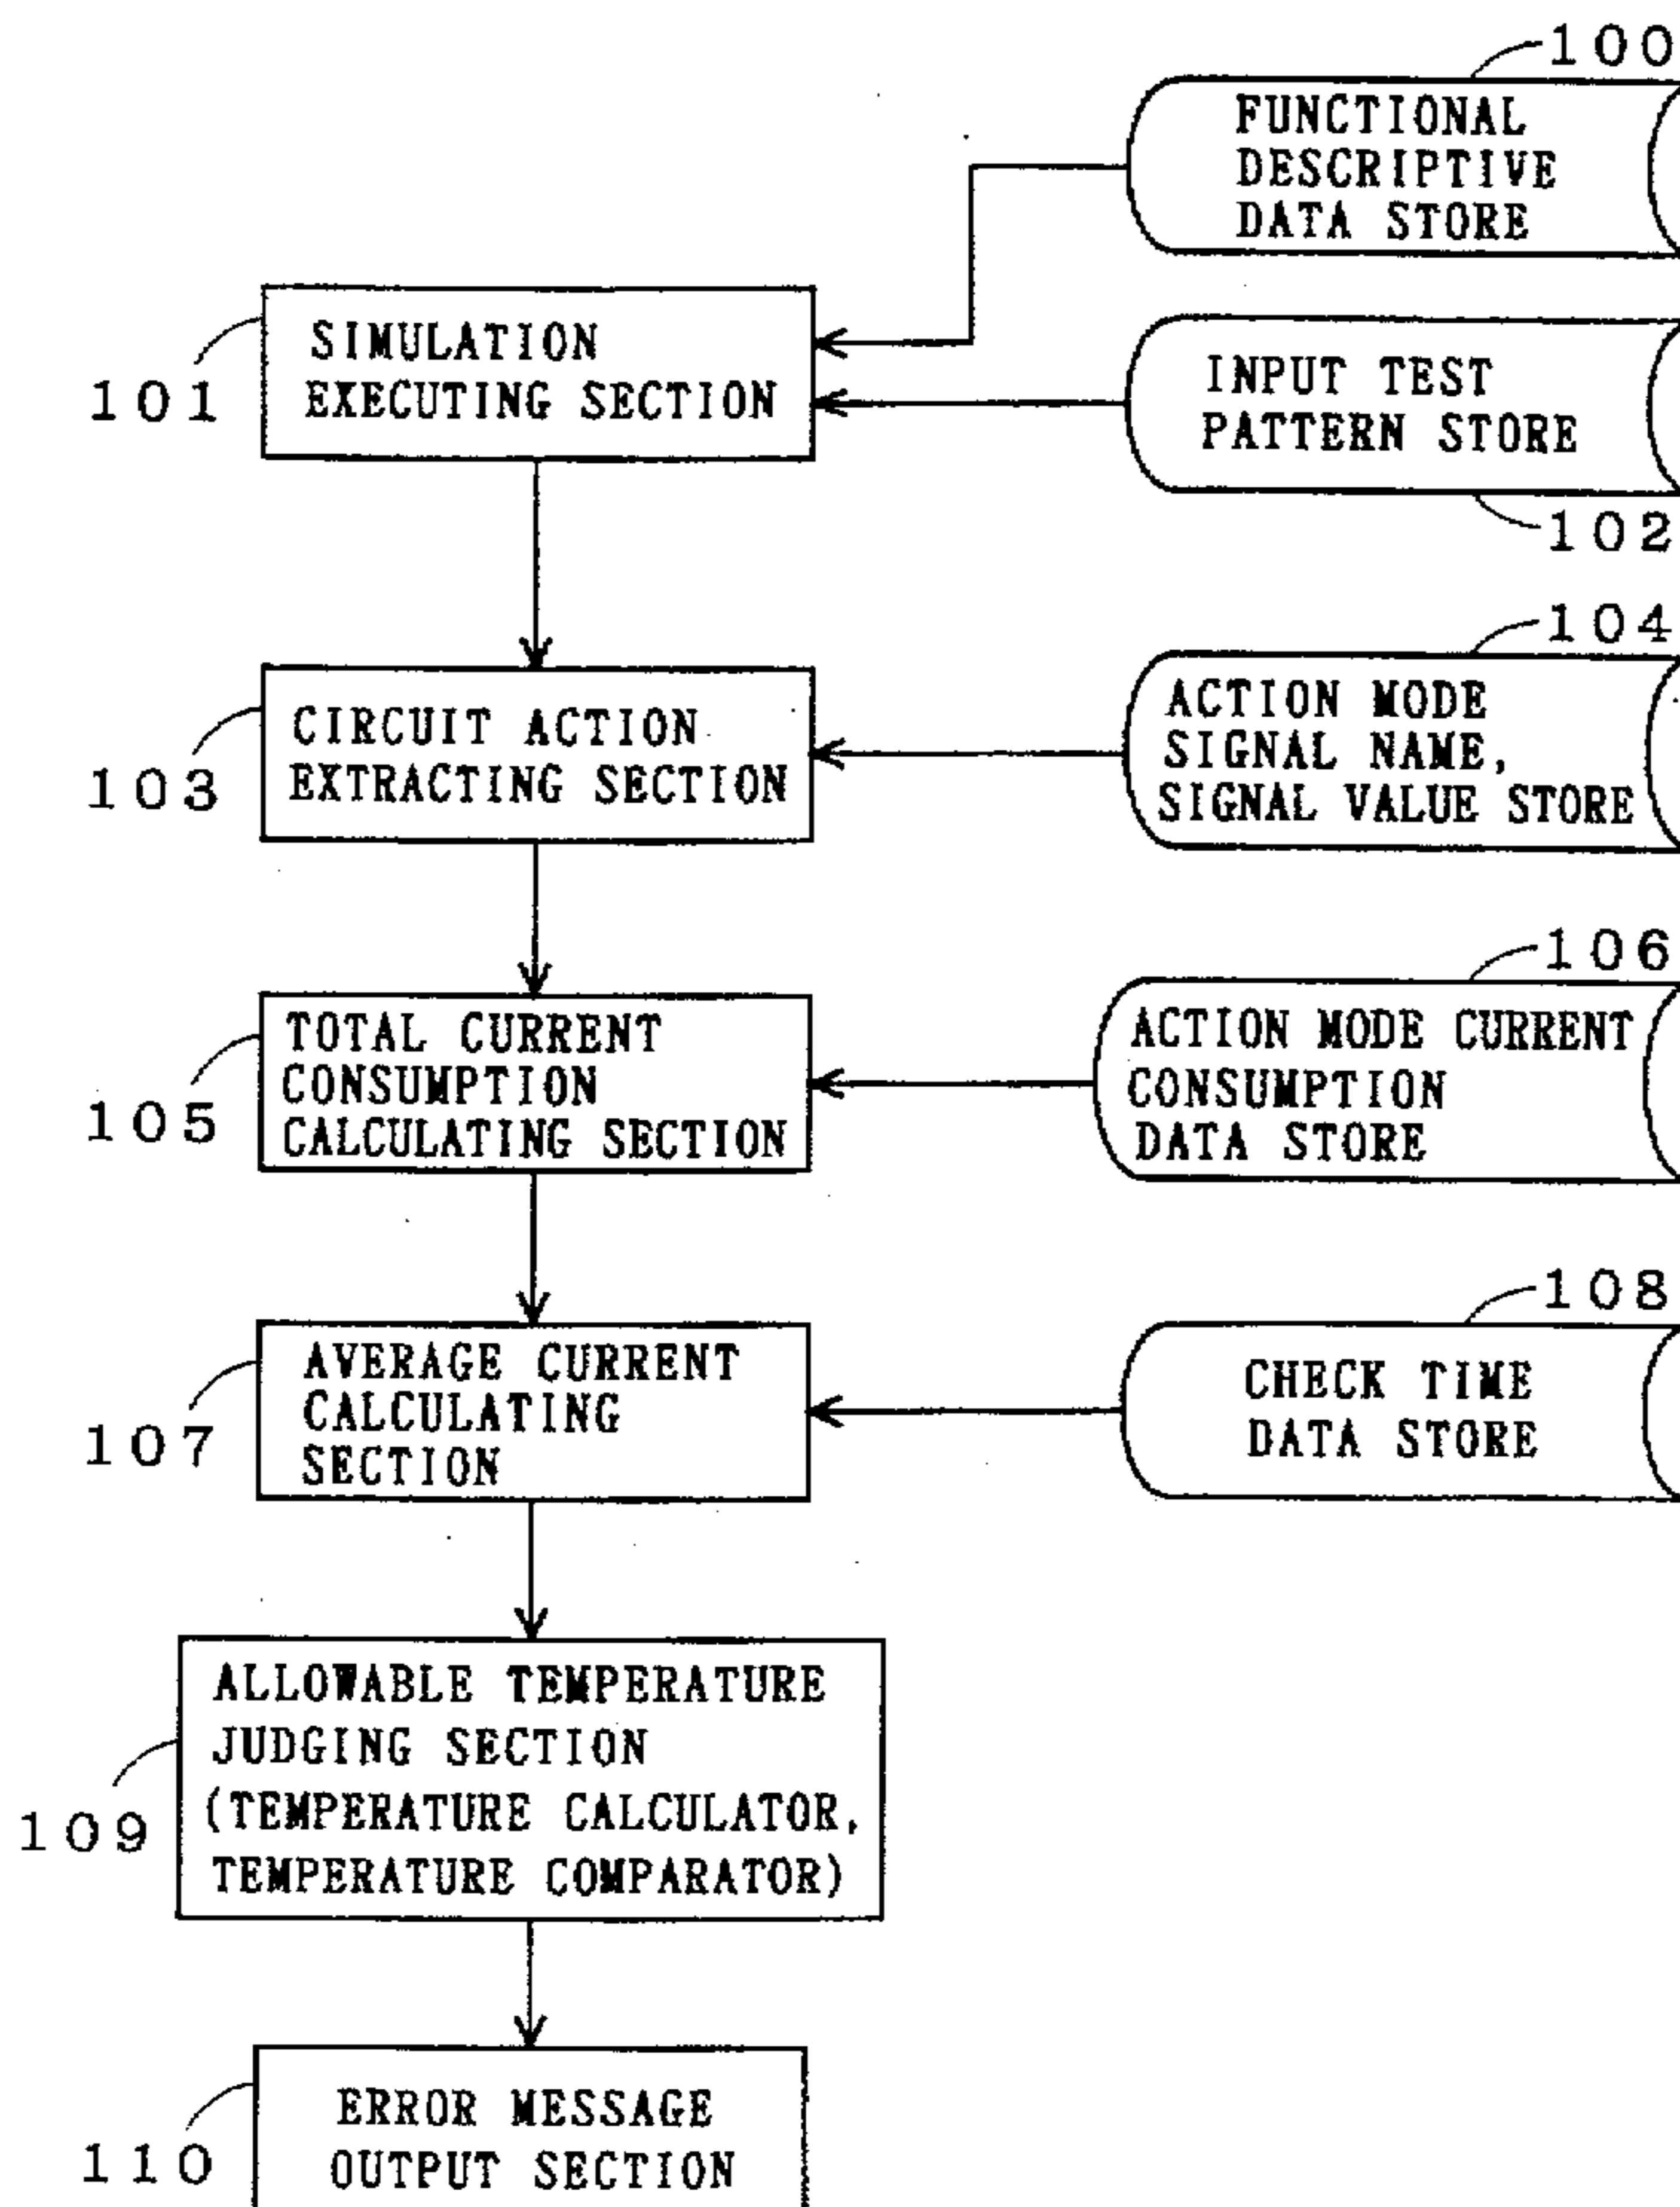 100
FUNCTIONAL
DESCRIPTIVE
DATA STORE
SIMULATION
EXECUTING SECTION
101
INPUT TEST
PATTERN STORE
102
104
CIRCUIT ACTION
EXTRACTING SECTION
103
ACTION MODE
SIGNAL NAME,
SIGNAL VALUE STORE
106
TOTAL CURRENT
CONSUMPTION
CALCULATING SECTION
105
ACTION MODE CURRENT
CONSUMPTION
DATA STORE
108
AVERAGE CURRENT
CALCULATING
SECTION
107
CHECK TIME
DATA STORE
ALLOWABLE TEMPERATURE
JUDGING SECTION
(TEMPERATURE CALCULATOR,
TEMPERATURE COMPARATOR)
109
ERROR MESSAGE
OUTPUT SECTION
110